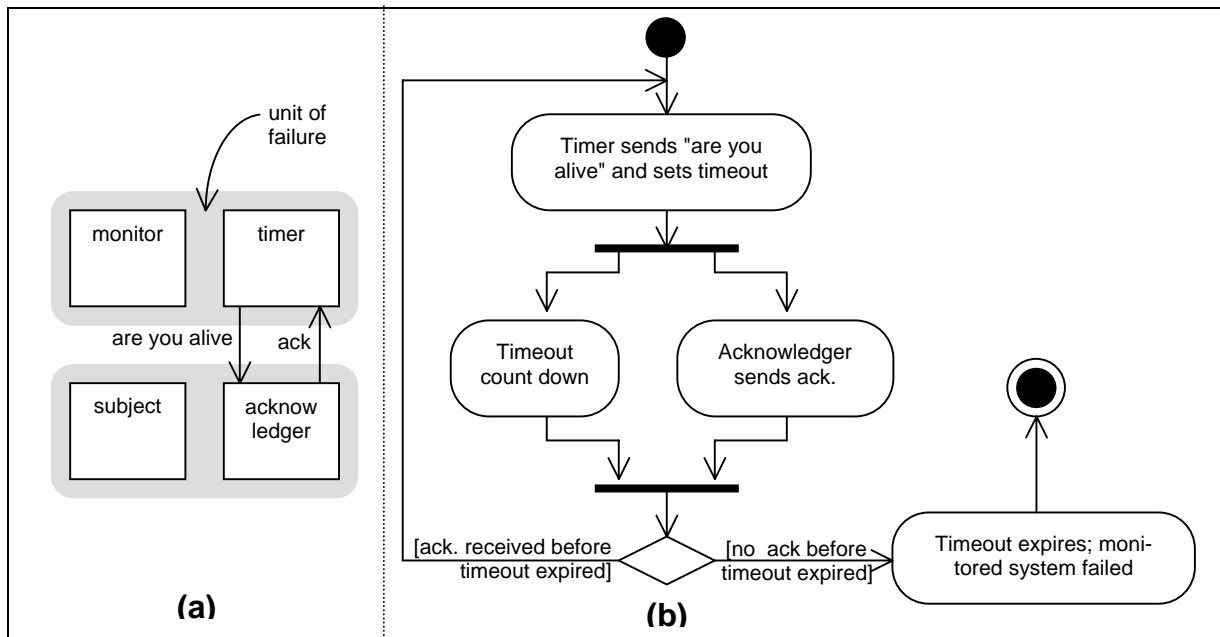 unit of
failure
monitor
timer
are you alive
ack
subject
acknow
ledger
(a)
Timer sends "are you
alive" and sets timeout
Timeout
count down
Acknowledger
sends ack.
[ack. received before
timeout expired]
[no ack before
timeout expired]
Timeout expires; moni-
tored system failed
(b)